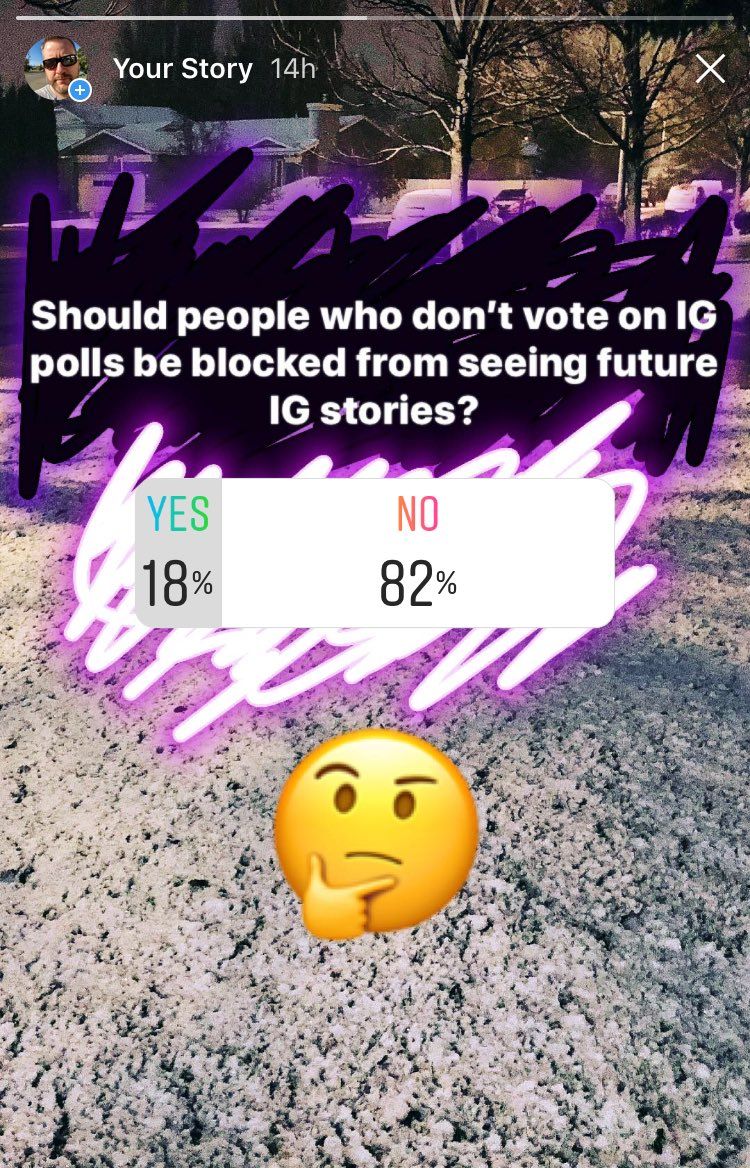 Your Story 14h
Should people who don’t vote on IG
polls be blocked from seeing future
IG stories?
YES NO
18% 82%